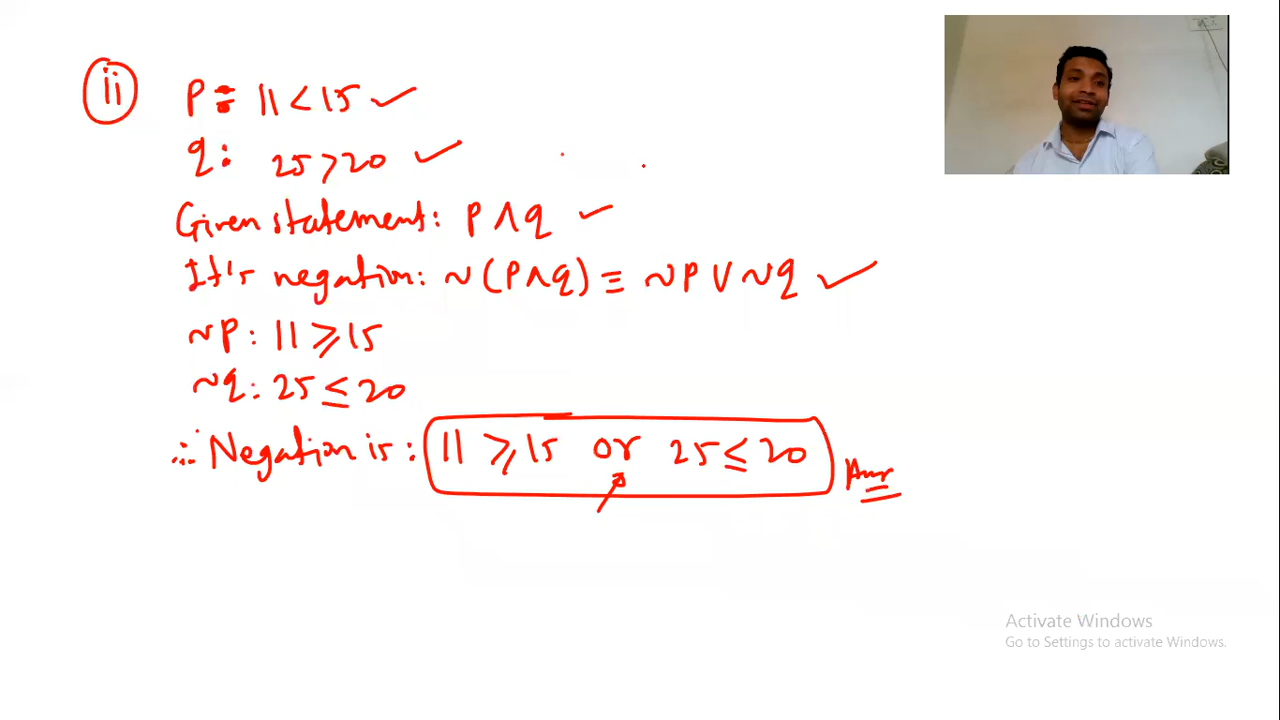 ii
P: 11 < 15 ✓
q: 25 > 20 ✓
Given statement: P ∧ q ✓
It's negation: ~(P∧q) ≡ ~P ∨ ~q ✓
~P: 11 ⩾ 15
~q: 25 ≤ 20
∴ Negation is: 11 ⩾ 15 or 25 ≤ 20 Ans
Activate Windows
Go to Settings to activate Windows.